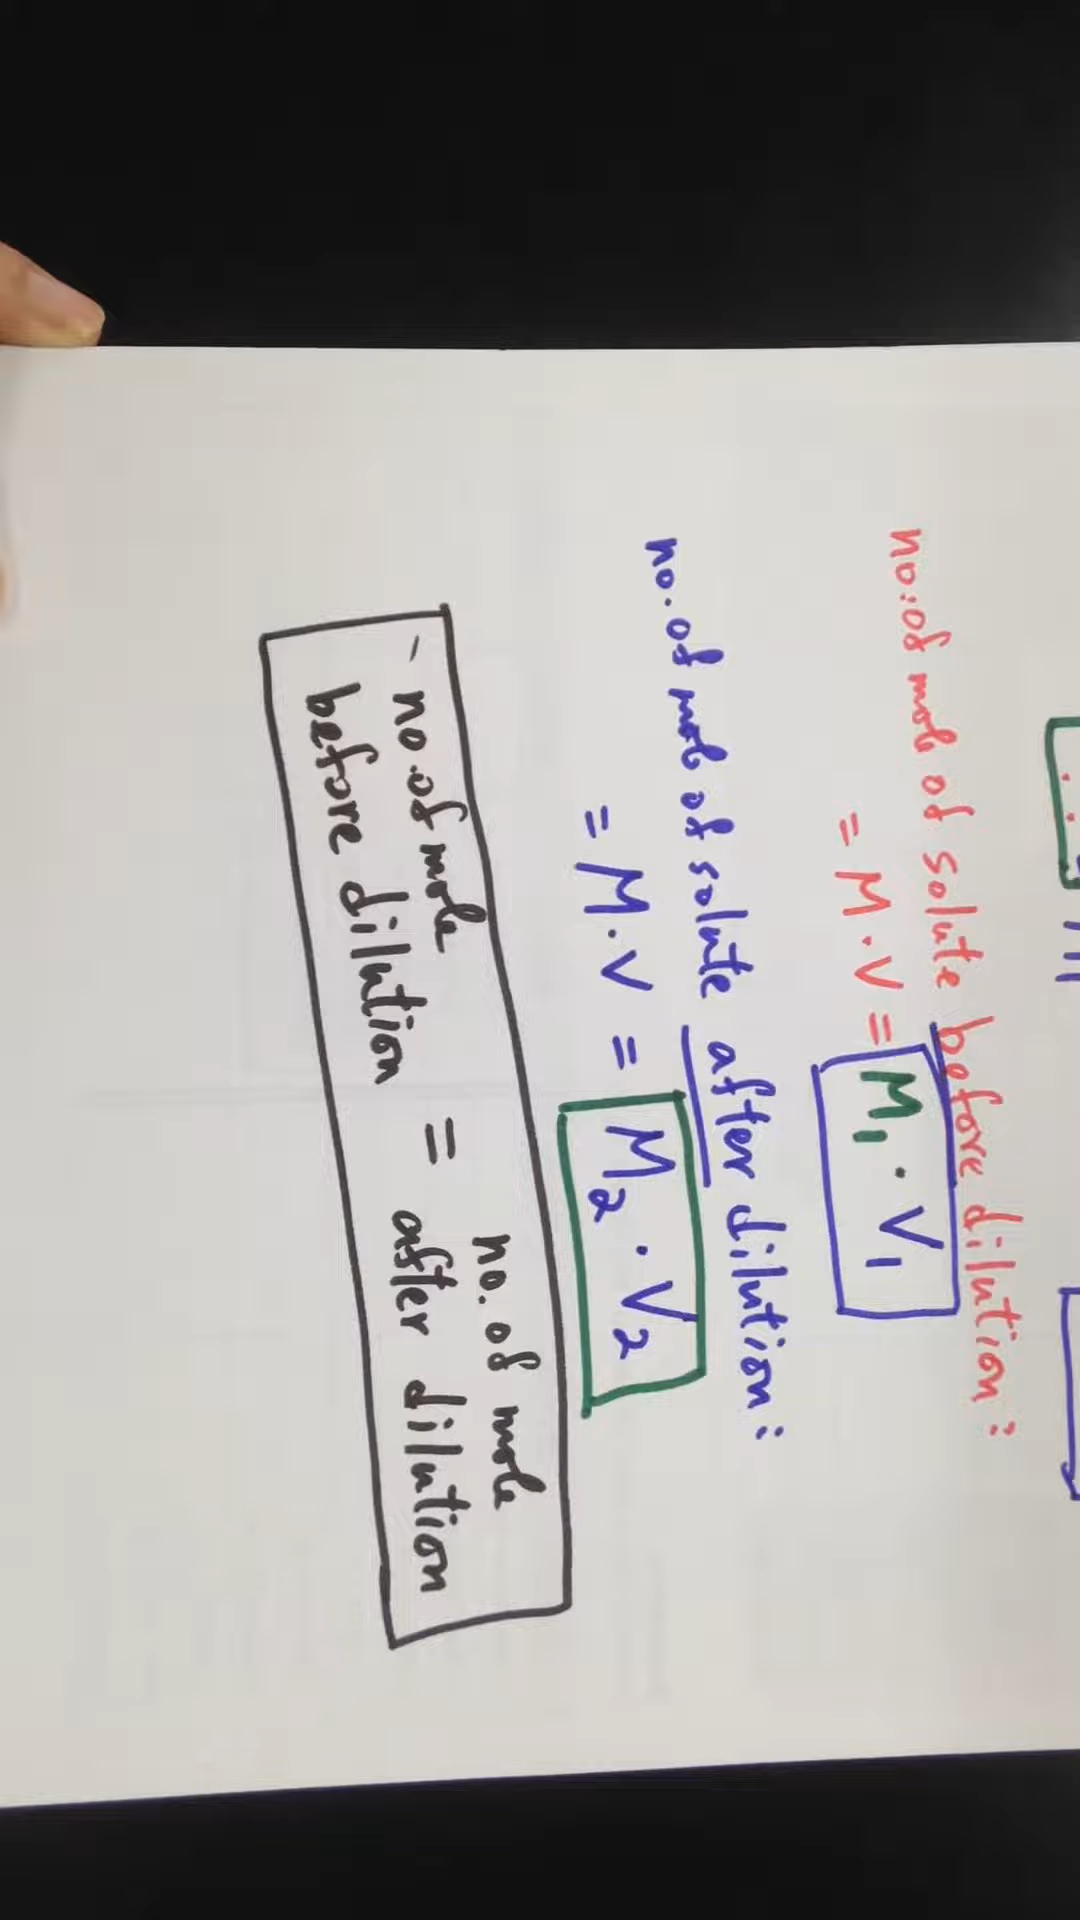 no. of mole of solute before dilution :
= M . V = M₁ . V₁
no. of mole of solute after dilution :
= M . V = M₂ . V₂
- no. of mole = no. of mole
before dilution after dilution